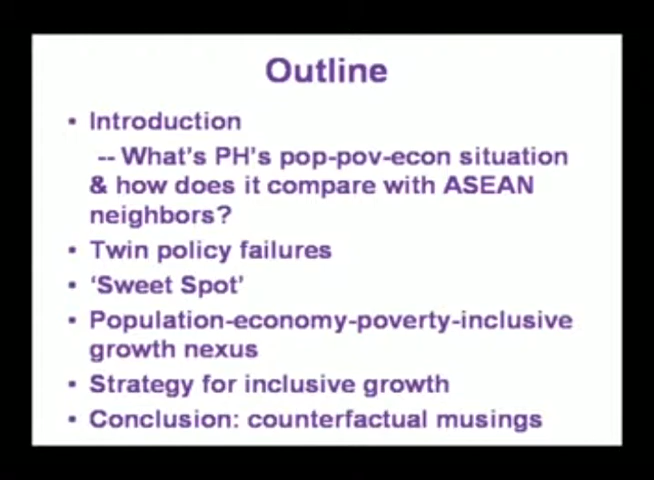 Outline
• Introduction
-- What's PH's pop-pov-econ situation
& how does it compare with ASEAN
neighbors?
• Twin policy failures
• 'Sweet Spot'
• Population-economy-poverty-inclusive
growth nexus
• Strategy for inclusive growth
• Conclusion: counterfactual musings